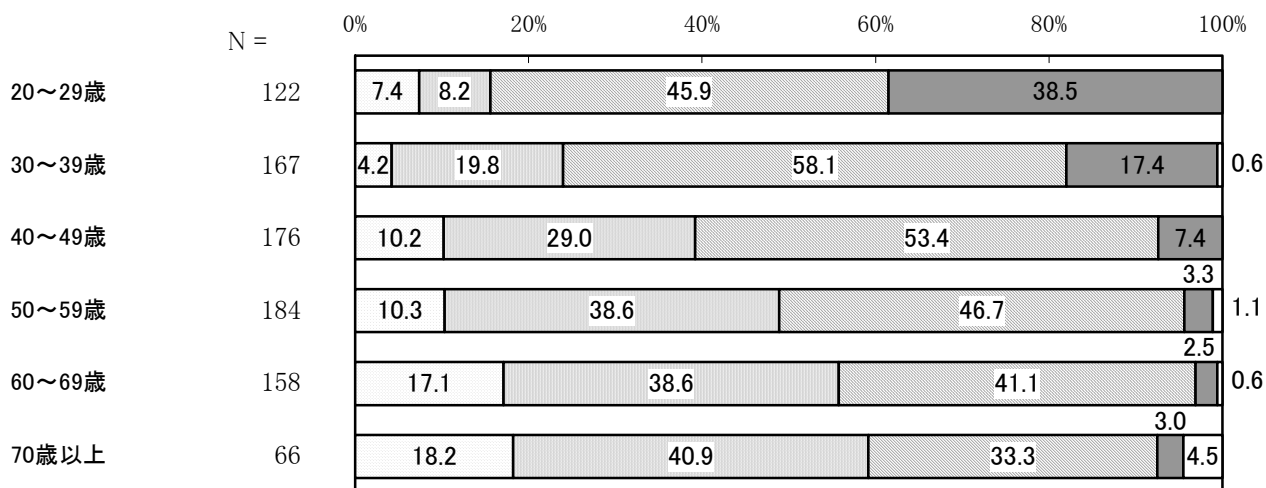 0% 20% 40% 60% 80% 100%
N =
20～29歳 122 7.4 8.2 45.9 38.5
30～39歳 167 4.2 19.8 58.1 17.4 0.6
40～49歳 176 10.2 29.0 53.4 7.4
3.3
50～59歳 184 10.3 38.6 46.7 1.1
2.5
60～69歳 158 17.1 38.6 41.1 0.6
3.0
70歳以上 66 18.2 40.9 33.3 4.5